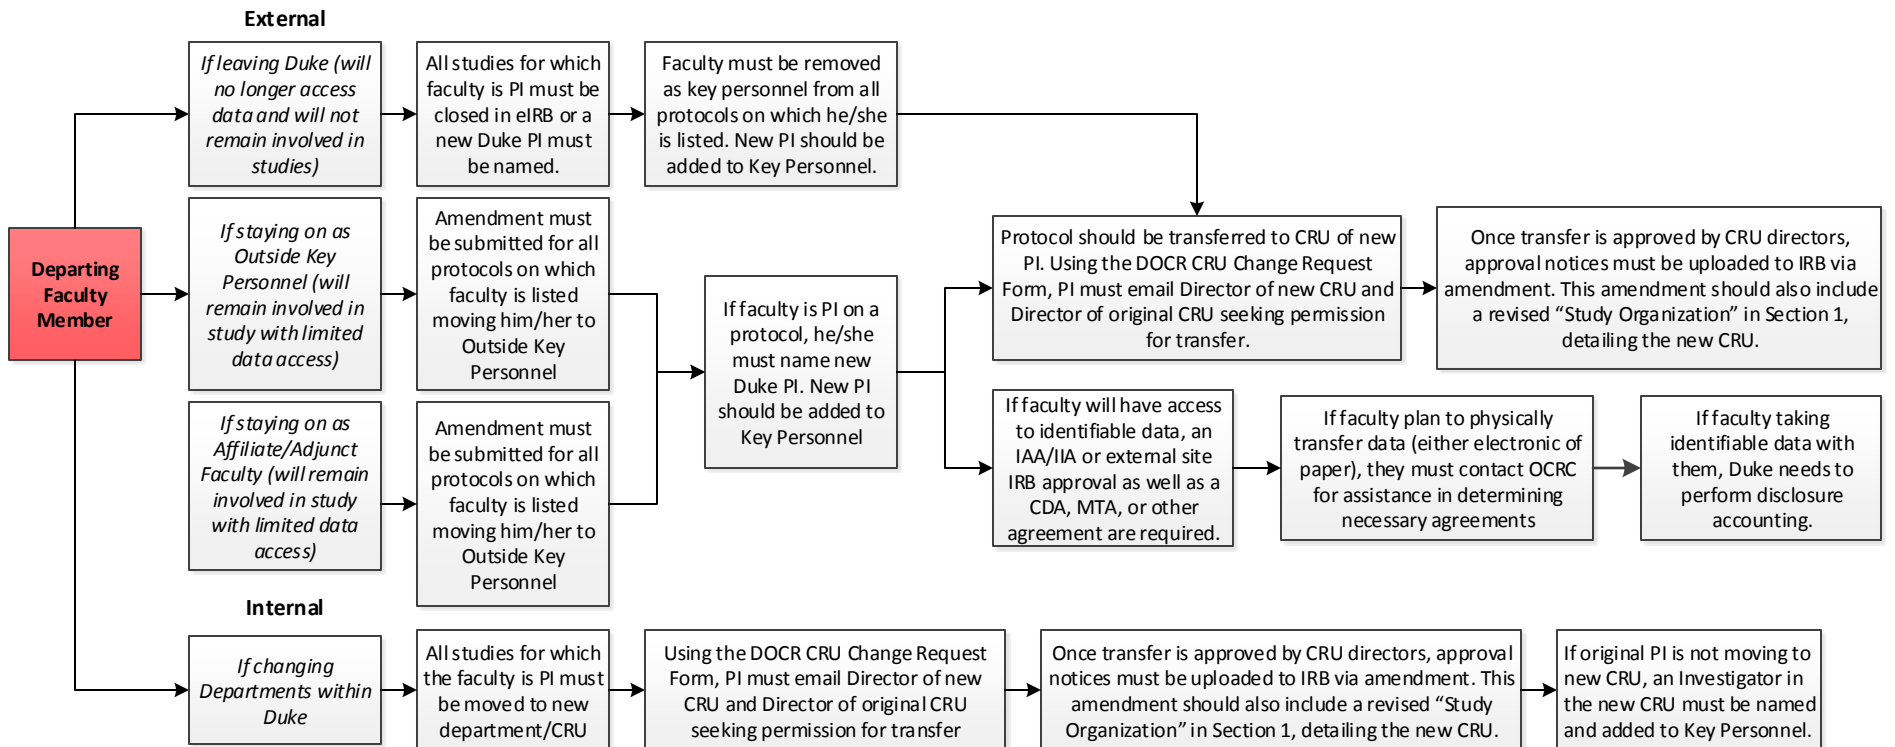 External
If leaving Duke (will
no longer access
data and will not
remain involved in
studies)
All studies for which
faculty is PI must be
closed in eIRB or a
new Duke PI must
be named.
Faculty must be removed
as key personnel from all
protocols on which he/she
is listed. New PI should be
added to Key Personnel.
Departing
Faculty
Member
If staying on as
Outside Key
Personnel (will
remain involved in
study with limited
data access)
Amendment must
be submitted for all
protocols on which
faculty is listed
moving him/her to
Outside Key
Personnel
If staying on as
Affiliate/Adjunct
Faculty (will remain
involved in study
with limited data
access)
Amendment must
be submitted for all
protocols on which
faculty is listed
moving him/her to
Outside Key
Personnel
If faculty is PI on a
protocol, he/she
must name new
Duke PI. New PI
should be added to
Key Personnel
Protocol should be transferred to CRU of new
PI. Using the DOCR CRU Change Request
Form, PI must email Director of new CRU and
Director of original CRU seeking permission
for transfer.
Once transfer is approved by CRU directors,
approval notices must be uploaded to IRB via
amendment. This amendment should also include
a revised “Study Organization” in Section 1,
detailing the new CRU.
If faculty will have access
to identifiable data, an
IAA/IIA or external site
IRB approval as well as a
CDA, MTA, or other
agreement are required.
If faculty plan to physically
transfer data (either electronic of
paper), they must contact OCRC
for assistance in determining
necessary agreements
If faculty taking
identifiable data with
them, Duke needs to
perform disclosure
accounting.
Internal
If changing
Departments within
Duke
All studies for which
the faculty is PI must
be moved to new
department/CRU
Using the DOCR CRU Change Request
Form, PI must email Director of new
CRU and Director of original CRU
seeking permission for transfer
Once transfer is approved by CRU directors, approval
notices must be uploaded to IRB via amendment. This
amendment should also include a revised “Study
Organization” in Section 1, detailing the new CRU.
If original PI is not moving to
new CRU, an Investigator in
the new CRU must be named
and added to Key Personnel.